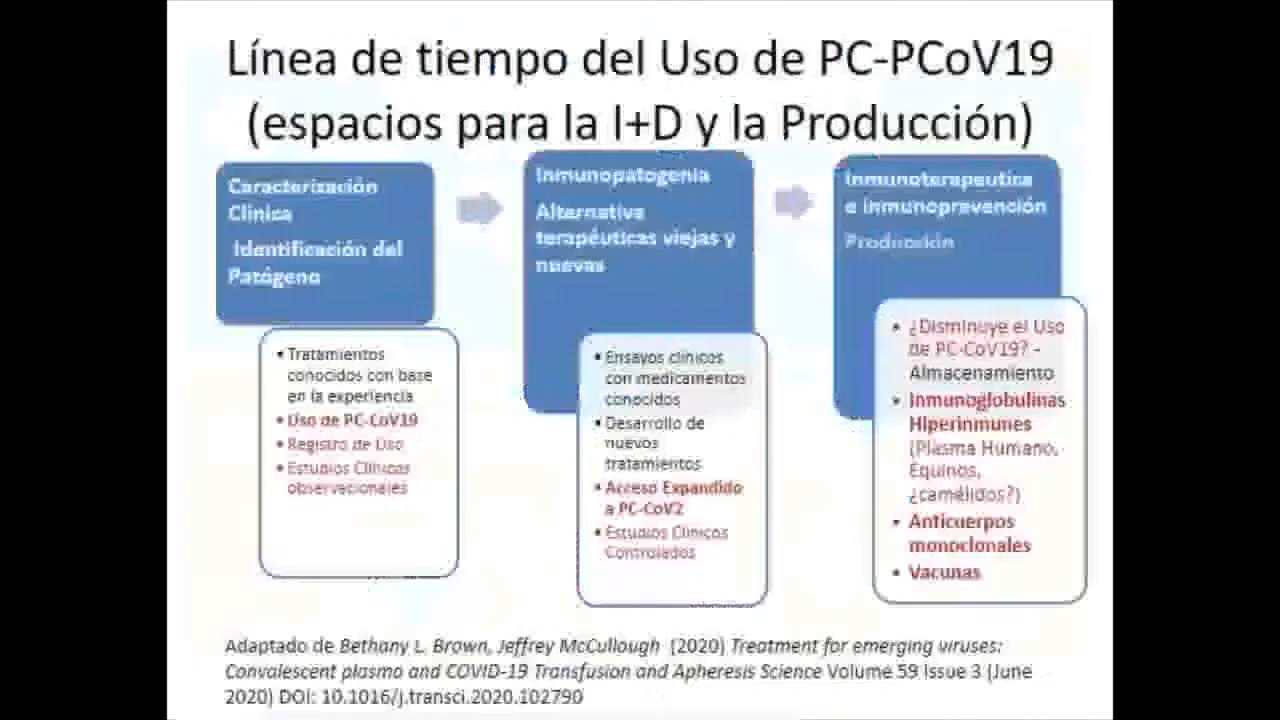 Línea de tiempo del Uso de PC-PCoV19
(espacios para la I+D y la Producción)
Caracterización
Clínica
Identificación del
Patógeno
• Tratamientos
conocidos con base
en la experiencia
• Uso de PC-CoV19
• Registro de Uso
• Estudios Clínicos
observacionales
Inmunopatogenia
Alternativa
terapéuticas viejas y
nuevas
• Ensayos clínicos
con medicamentos
conocidos
• Desarrollo de
nuevos
tratamientos
• Acceso Expandido
a PC-CoV2
• Estudios Clínicos
Controlados
Inmunoterapeutica
e inmunoprevención
Producción
• ¿Disminuye el Uso
de PC-CoV19? -
Almacenamiento
• Inmunoglobulinas
Hiperinmunes
(Plasma Humano,
Equinos,
¿camélidos?)
• Anticuerpos
monoclonales
• Vacunas
Adaptado de Bethany L. Brown, Jeffrey McCullough (2020) Treatment for emerging viruses:
Convalescent plasma and COVID-19 Transfusion and Apheresis Science Volume 59 Issue 3 (June
2020) DOI: 10.1016/j.transci.2020.102790